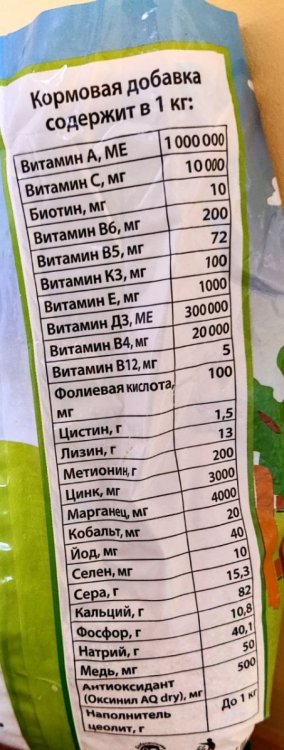 Кормовая добавка
содержит в 1 кг:
Витамин А, МЕ 1 000 000
Витамин С, мг 10 000
Биотин, мг 10
Витамин В6, мг 200
Витамин В5, мг 72
Витамин К3, мг 100
Витамин Е, мг 1000
Витамин Д3, МЕ 300 000
Витамин В4, мг 20 000
Витамин В12, мг 5
Фолиевая кислота, 100
мг
Цистин, г 1,5
Лизин, г 13
Метионин, г 200
Цинк, мг 3000
Марганец, мг 4000
Кобальт, мг 20
Йод, мг 40
Селен, мг 10
Сера, г 15,3
Кальций, г 82
Фосфор, г 10,8
Натрий, г 40,1
Медь, мг 50
Антиоксидант 500
(Оксинил AQ dry), мг
Наполнитель До 1 кг
цеолит, г